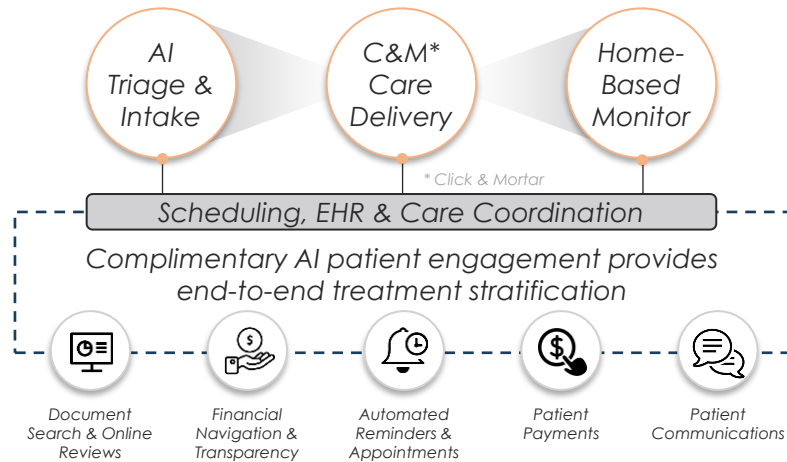 AI
Triage &
Intake
C&M*
Care
Delivery
Home-
Based
Monitor
* Click & Mortar
Scheduling, EHR & Care Coordination
Complimentary AI patient engagement provides
end-to-end treatment stratification
$
$
Document
Search & Online
Reviews
Financial
Navigation &
Transparency
Automated
Reminders &
Appointments
Patient
Payments
Patient
Communications